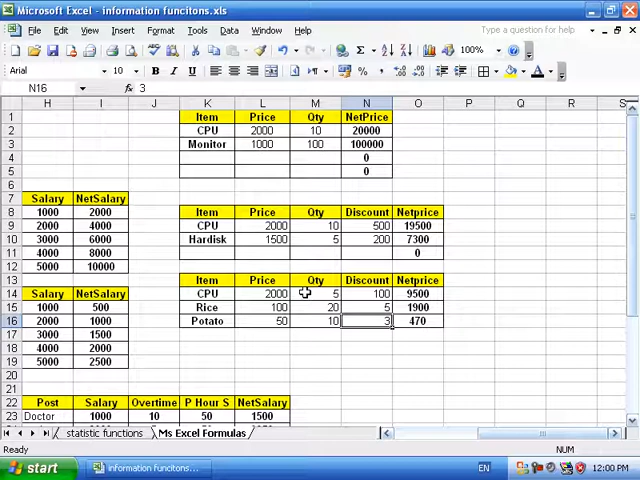 Microsoft Excel - information funcitons.xls
File Edit View Insert Format Tools Data Window Help
Type a question for help
100%
Arial 10 B I U
N16 fx 3
H I J K L M N O P Q R S
1 Item Price Qty NetPrice
2 CPU 2000 10 20000
3 Monitor 1000 100 100000
4 0
5 0
6
7 Salary NetSalary
8 1000 2000 Item Price Qty Discount Netprice
9 2000 4000 CPU 2000 10 500 19500
10 3000 6000 Hardisk 1500 5 200 7300
11 4000 8000 0
12 5000 10000
13 Item Price Qty Discount Netprice
14 Salary NetSalary CPU 2000 5 100 9500
15 1000 500 Rice 100 20 5 1900
16 2000 1000 Potato 50 10 3 470
17 3000 1500
18 4000 2000
19 5000 2500
20
21
22 Post Salary Overtime P Hour S NetSalary
23 Doctor 1000 10 50 1500
statistic functions Ms Excel Formulas
Ready NUM
start information funcitons... EN 12:00 PM